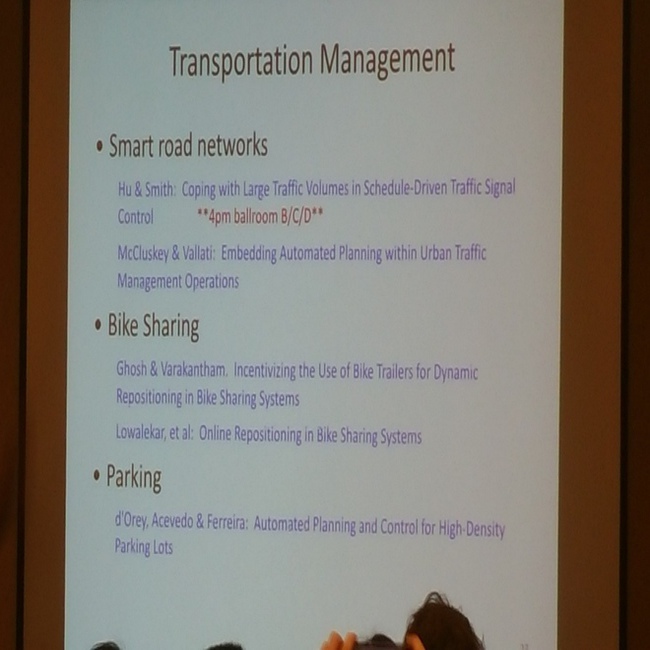 Transportation Management
• Smart road networks
Hu & Smith: Coping with Large Traffic Volumes in Schedule-Driven Traffic Signal
Control **4pm ballroom B/C/D**
McCluskey & Vallati: Embedding Automated Planning within Urban Traffic
Management Operations
• Bike Sharing
Ghosh & Varakantham. Incentivizing the Use of Bike Trailers for Dynamic
Repositioning in Bike Sharing Systems
Lowalekar, et al: Online Repositioning in Bike Sharing Systems
• Parking
d'Orey, Acevedo & Ferreira: Automated Planning and Control for High-Density
Parking Lots